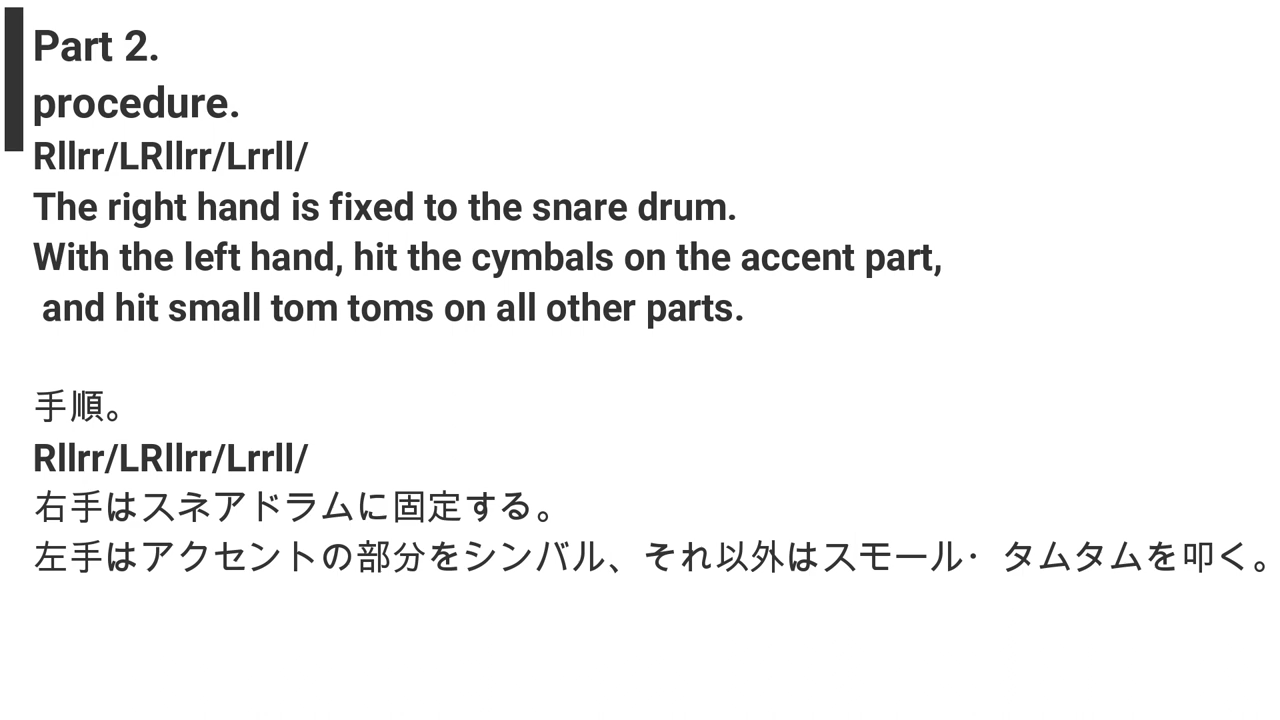 Part 2.
procedure.
Rllrr/LRllrr/Lrrll/
The right hand is fixed to the snare drum.
With the left hand, hit the cymbals on the accent part,
and hit small tom toms on all other parts.
手順。
Rllrr/LRllrr/Lrrll/
右手はスネアドラムに固定する。
左手はアクセントの部分をシンバル、それ以外はスモール・タムタムを叩く。